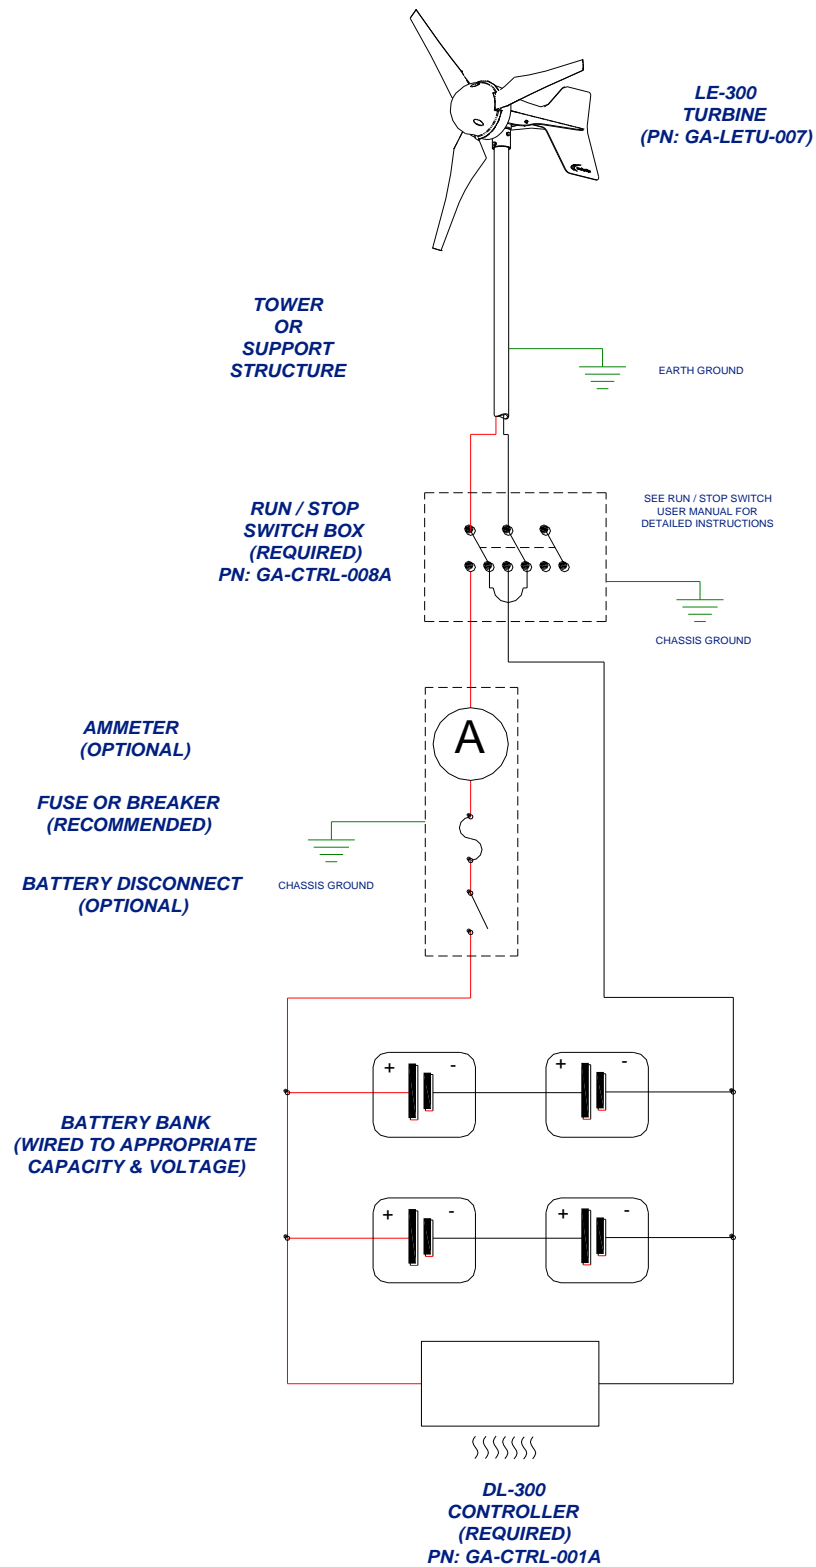 LE-300
TURBINE
(PN: GA-LETU-007)
TOWER
OR
SUPPORT
STRUCTURE
EARTH GROUND
RUN / STOP
SWITCH BOX
(REQUIRED)
PN: GA-CTRL-008A
SEE RUN / STOP SWITCH
USER MANUAL FOR
DETAILED INSTRUCTIONS
CHASSIS GROUND
AMMETER
(OPTIONAL)
A
FUSE OR BREAKER
(RECOMMENDED)
BATTERY DISCONNECT
(OPTIONAL)
CHASSIS GROUND
+ - + -
BATTERY BANK
(WIRED TO APPROPRIATE
CAPACITY & VOLTAGE)
+ - + -
DL-300
CONTROLLER
(REQUIRED)
PN: GA-CTRL-001A